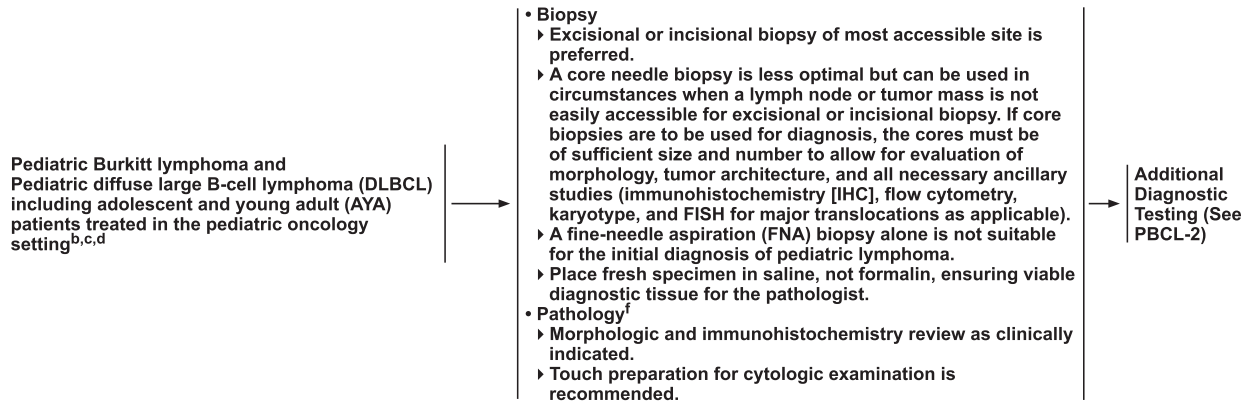 Pediatric Burkitt lymphoma and
Pediatric diffuse large B-cell lymphoma (DLBCL)
including adolescent and young adult (AYA)
patients treated in the pediatric oncology
setting^b,c,d
• Biopsy
‣ Excisional or incisional biopsy of most accessible site is
preferred.
‣ A core needle biopsy is less optimal but can be used in
circumstances when a lymph node or tumor mass is not
easily accessible for excisional or incisional biopsy. If core
biopsies are to be used for diagnosis, the cores must be
of sufficient size and number to allow for evaluation of
morphology, tumor architecture, and all necessary ancillary
studies (immunohistochemistry [IHC], flow cytometry,
karyotype, and FISH for major translocations as applicable).
‣ A fine-needle aspiration (FNA) biopsy alone is not suitable
for the initial diagnosis of pediatric lymphoma.
‣ Place fresh specimen in saline, not formalin, ensuring viable
diagnostic tissue for the pathologist.
• Pathology^f
‣ Morphologic and immunohistochemistry review as clinically
indicated.
‣ Touch preparation for cytologic examination is
recommended.
Additional
Diagnostic
Testing (See
PBCL-2)